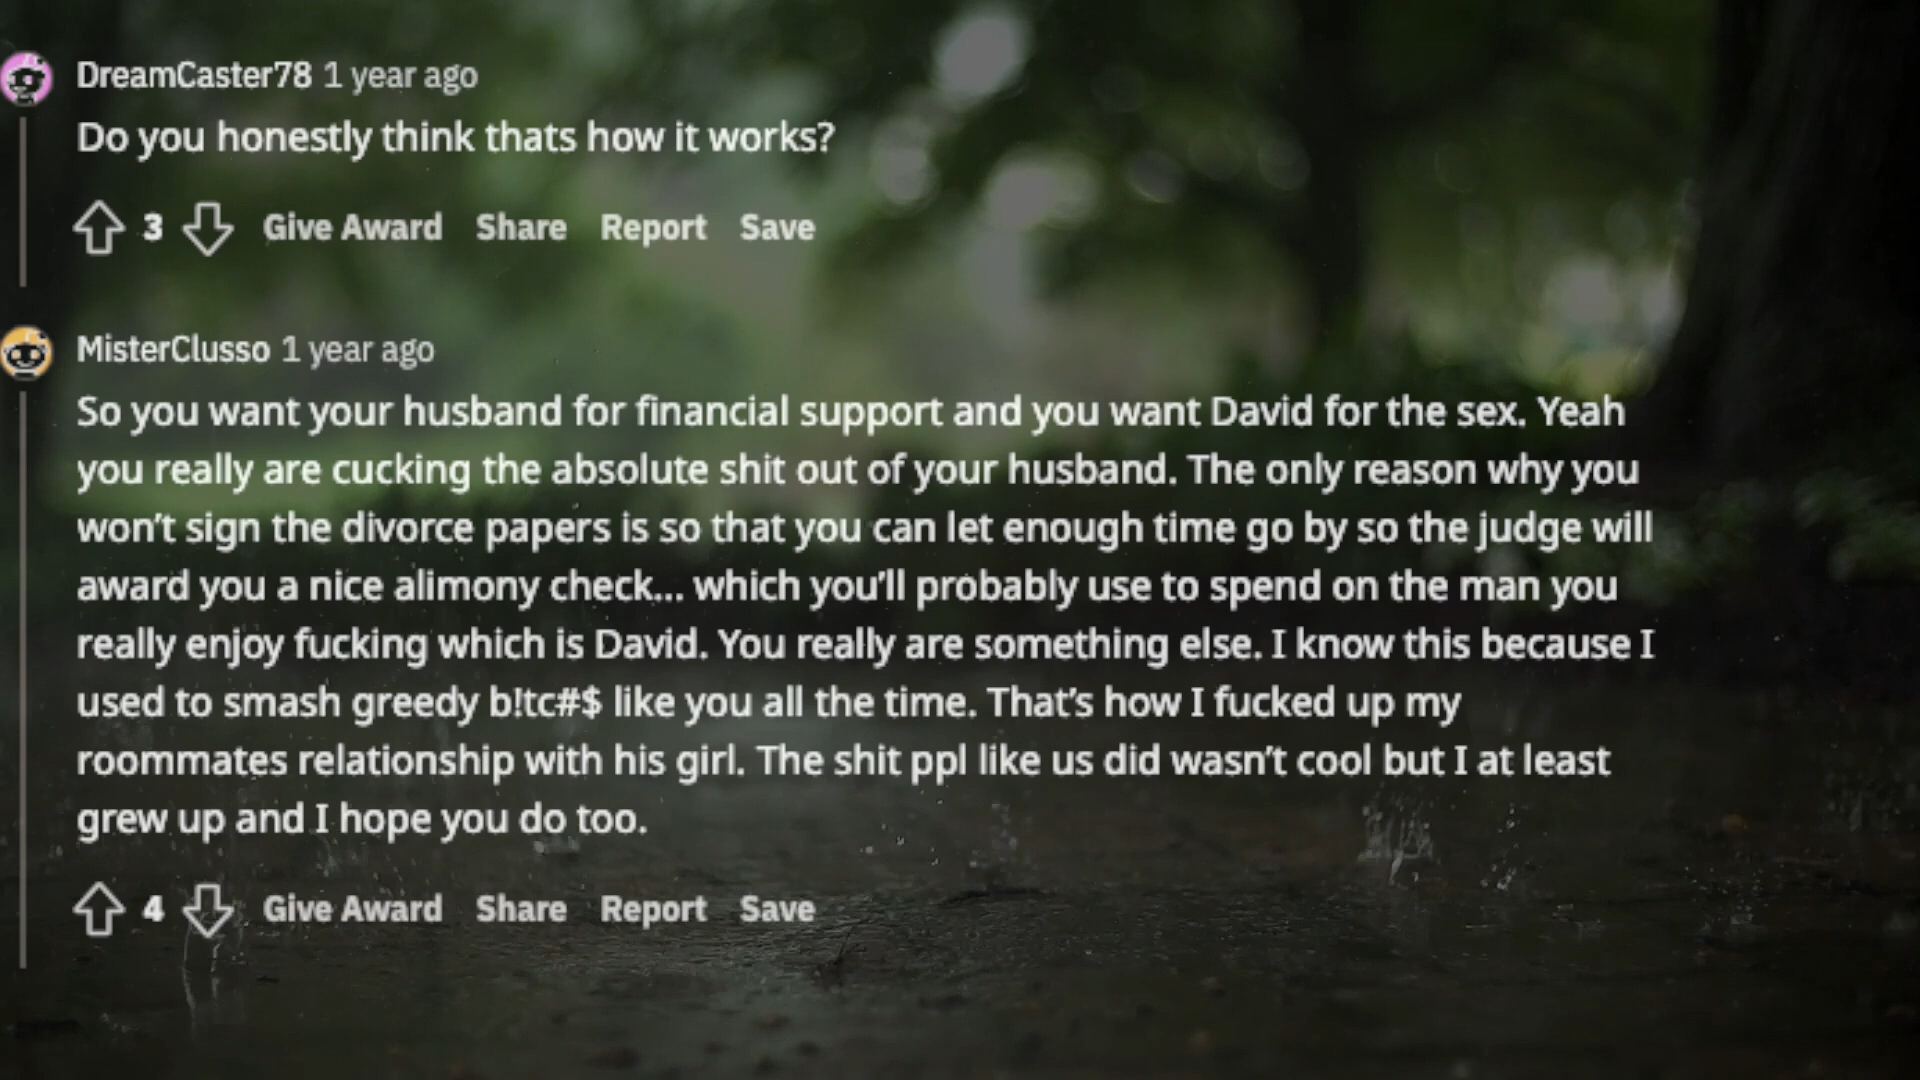 DreamCaster78 1 year ago
Do you honestly think thats how it works?
3 Give Award Share Report Save
MisterClusso 1 year ago
So you want your husband for financial support and you want David for the sex. Yeah
you really are cucking the absolute shit out of your husband. The only reason why you
won't sign the divorce papers is so that you can let enough time go by so the judge will
award you a nice alimony check... which you'll probably use to spend on the man you
really enjoy fucking which is David. You really are something else. I know this because I
used to smash greedy b!tc#$ like you all the time. That's how I fucked up my
roommates relationship with his girl. The shit ppl like us did wasn't cool but I at least
grew up and I hope you do too.
4 Give Award Share Report Save